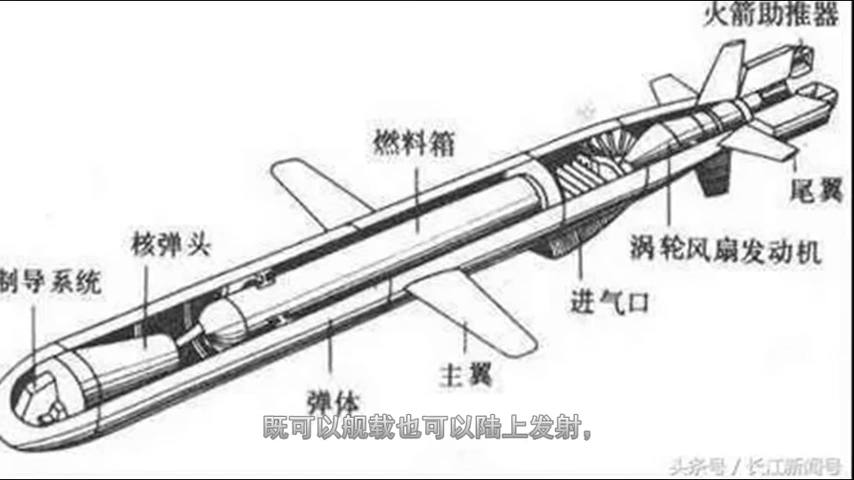 火箭助推器
燃料箱
尾翼
核弹头
涡轮风扇发动机
制导系统
进气口
主翼
弹体
既可以舰载也可以陆上发射，
头条号 / 长江新闻号